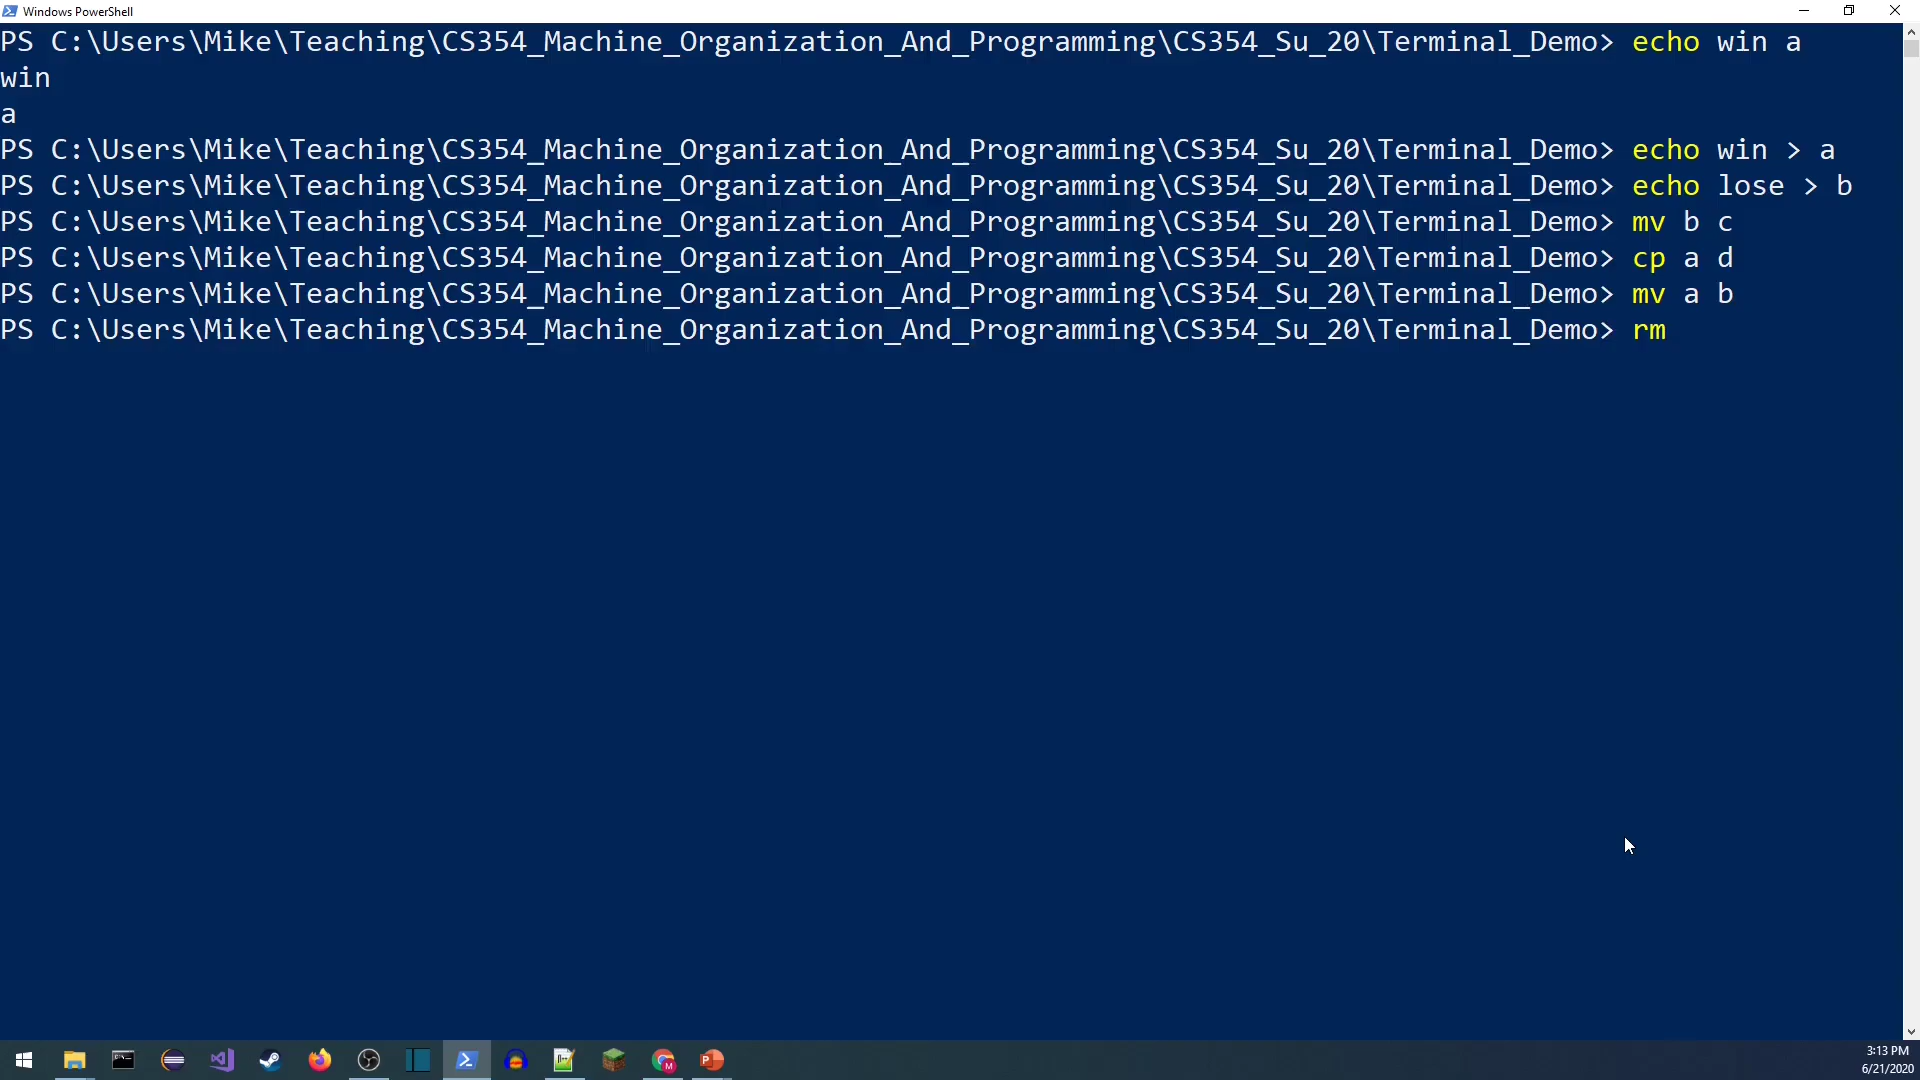 Windows PowerShell
PS C:\Users\Mike\Teaching\CS354_Machine_Organization_And_Programming\CS354_Su_20\Terminal_Demo> echo win a
win
a
PS C:\Users\Mike\Teaching\CS354_Machine_Organization_And_Programming\CS354_Su_20\Terminal_Demo> echo win > a
PS C:\Users\Mike\Teaching\CS354_Machine_Organization_And_Programming\CS354_Su_20\Terminal_Demo> echo lose > b
PS C:\Users\Mike\Teaching\CS354_Machine_Organization_And_Programming\CS354_Su_20\Terminal_Demo> mv b c
PS C:\Users\Mike\Teaching\CS354_Machine_Organization_And_Programming\CS354_Su_20\Terminal_Demo> cp a d
PS C:\Users\Mike\Teaching\CS354_Machine_Organization_And_Programming\CS354_Su_20\Terminal_Demo> mv a b
PS C:\Users\Mike\Teaching\CS354_Machine_Organization_And_Programming\CS354_Su_20\Terminal_Demo> rm
3:13 PM
6/21/2020